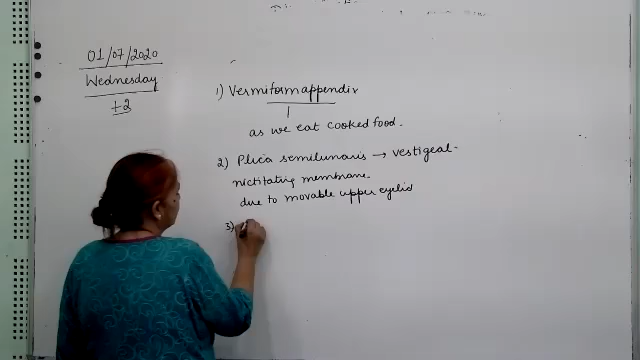 01/07/2020
Wednesday
+2
1) Vermiform appendix
as we eat cooked food.
2) Plica semilunaris → vestigeal
nictitating membrane.
due to movable upper eyelid
3)